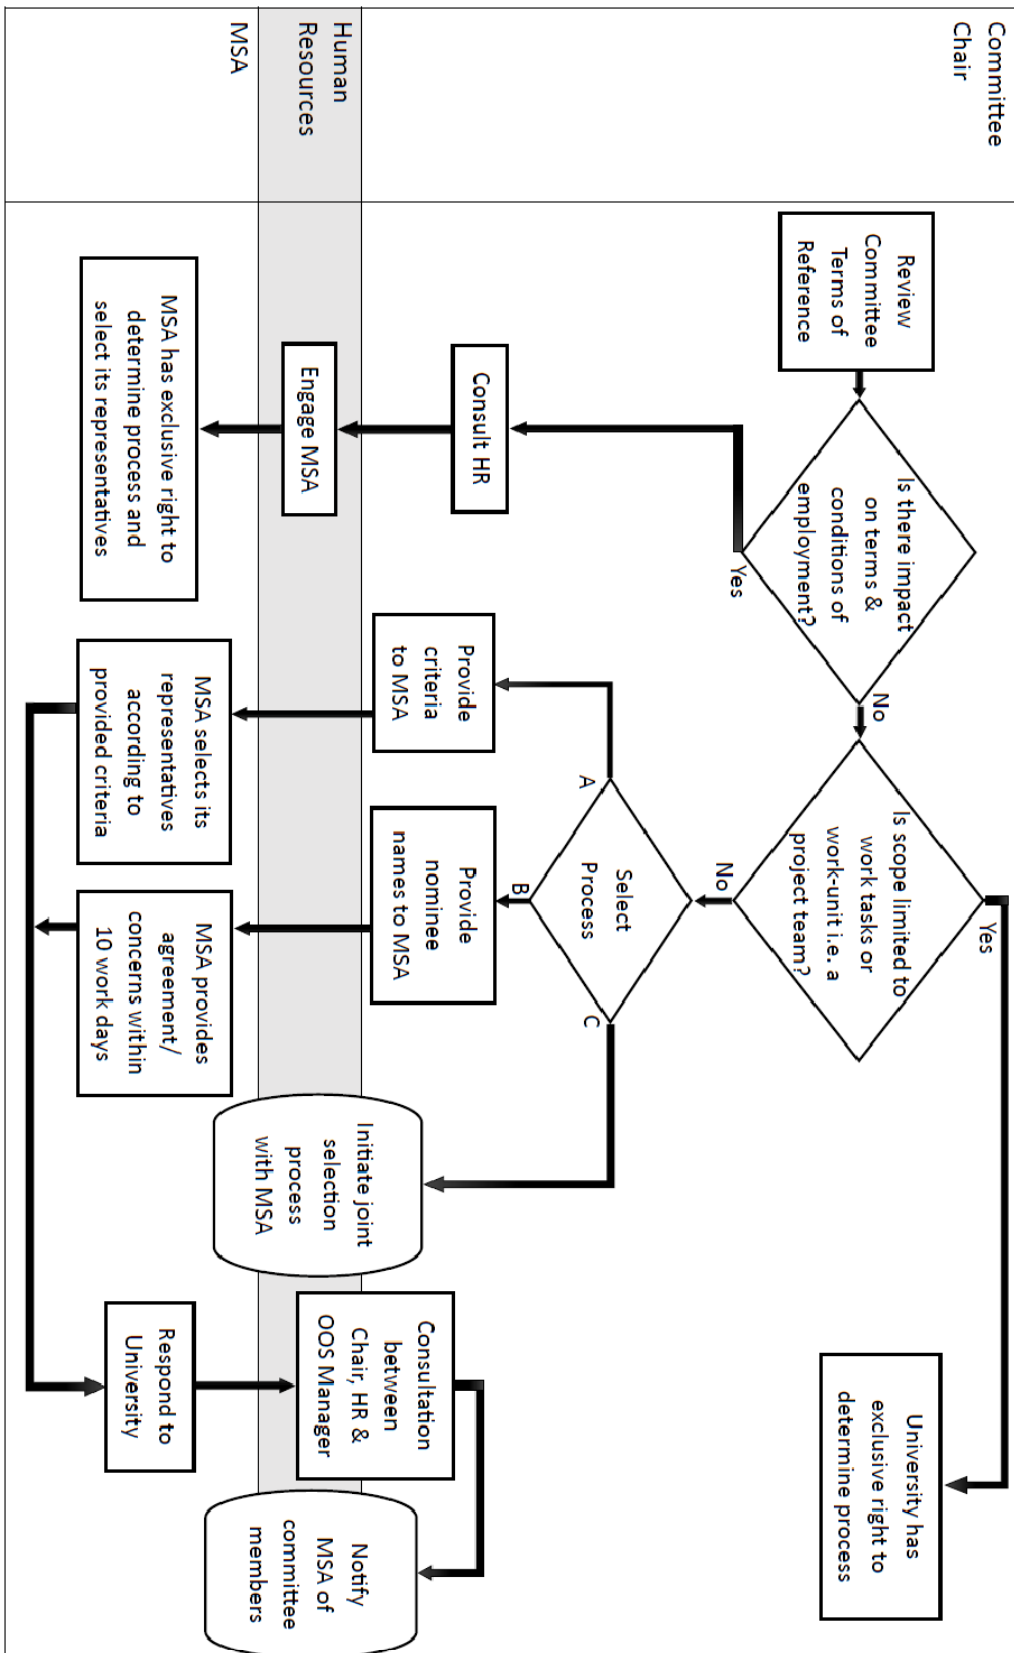 Committee
Chair
Human
Resources
MSA
Review
Committee
Terms of
Reference
Is there impact
on terms &
conditions of
employment?
Yes
No
Is scope limited to
work tasks or
work-unit i.e. a
project team?
Yes
No
University has
exclusive right to
determine process
Consult HR
Engage MSA
MSA has exclusive right to
determine process and
select its representatives
Select
Process
A
B
C
Provide
criteria
to MSA
MSA selects its
representatives
according to
provided criteria
Provide
nominee
names to MSA
MSA provides
agreement/
concerns within
10 work days
Initiate joint
selection
process
with MSA
Respond to
University
Consultation
between
Chair, HR &
OOS Manager
Notify
MSA of
committee
members